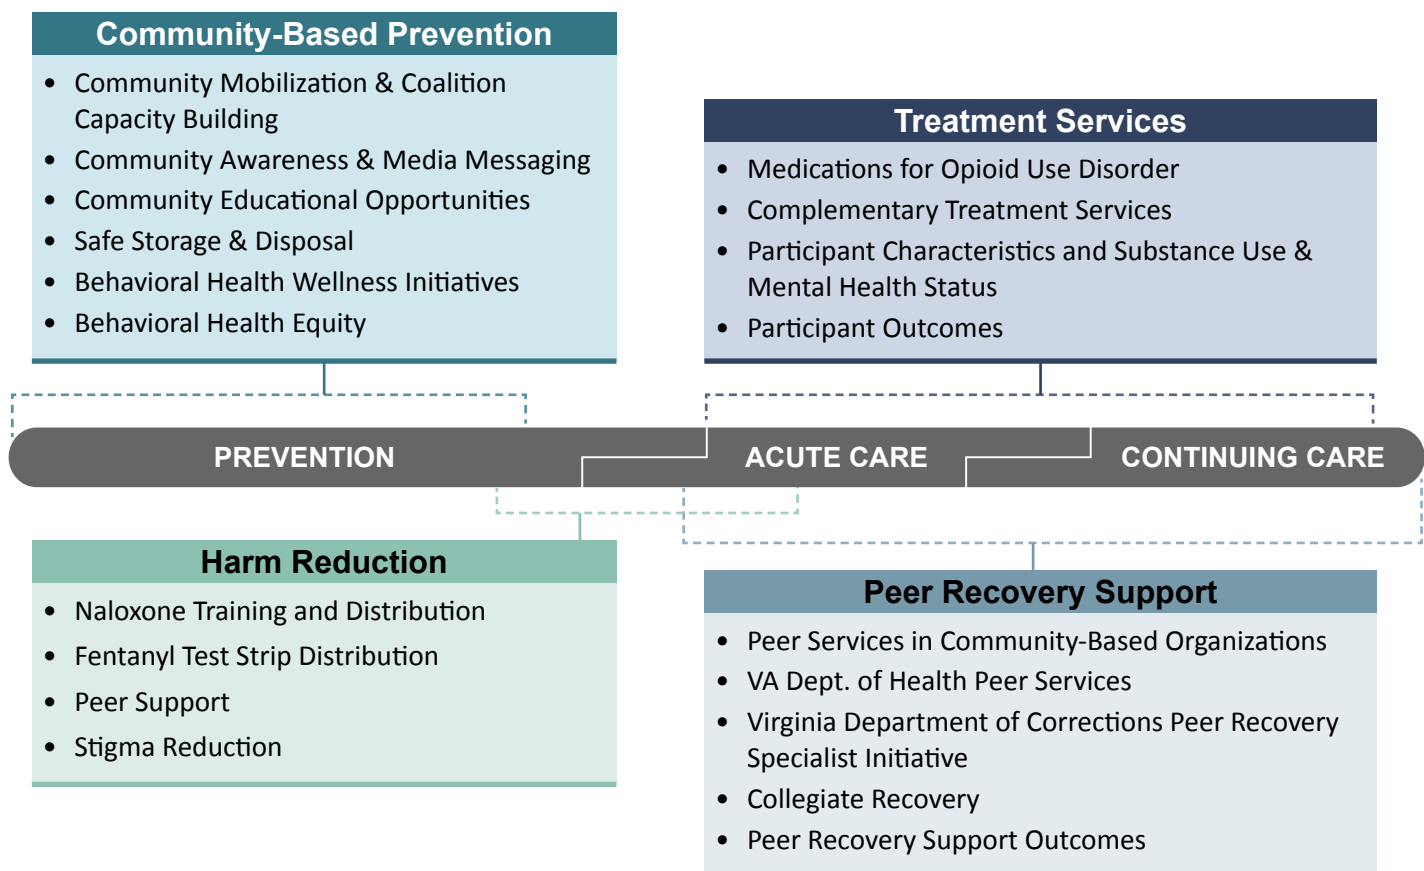 Community-Based Prevention
• Community Mobilization & Coalition
Capacity Building
• Community Awareness & Media Messaging
• Community Educational Opportunities
• Safe Storage & Disposal
• Behavioral Health Wellness Initiatives
• Behavioral Health Equity
Treatment Services
• Medications for Opioid Use Disorder
• Complementary Treatment Services
• Participant Characteristics and Substance Use &
Mental Health Status
• Participant Outcomes
PREVENTION
ACUTE CARE
CONTINUING CARE
Harm Reduction
• Naloxone Training and Distribution
• Fentanyl Test Strip Distribution
• Peer Support
• Stigma Reduction
Peer Recovery Support
• Peer Services in Community-Based Organizations
• VA Dept. of Health Peer Services
• Virginia Department of Corrections Peer Recovery
Specialist Initiative
• Collegiate Recovery
• Peer Recovery Support Outcomes